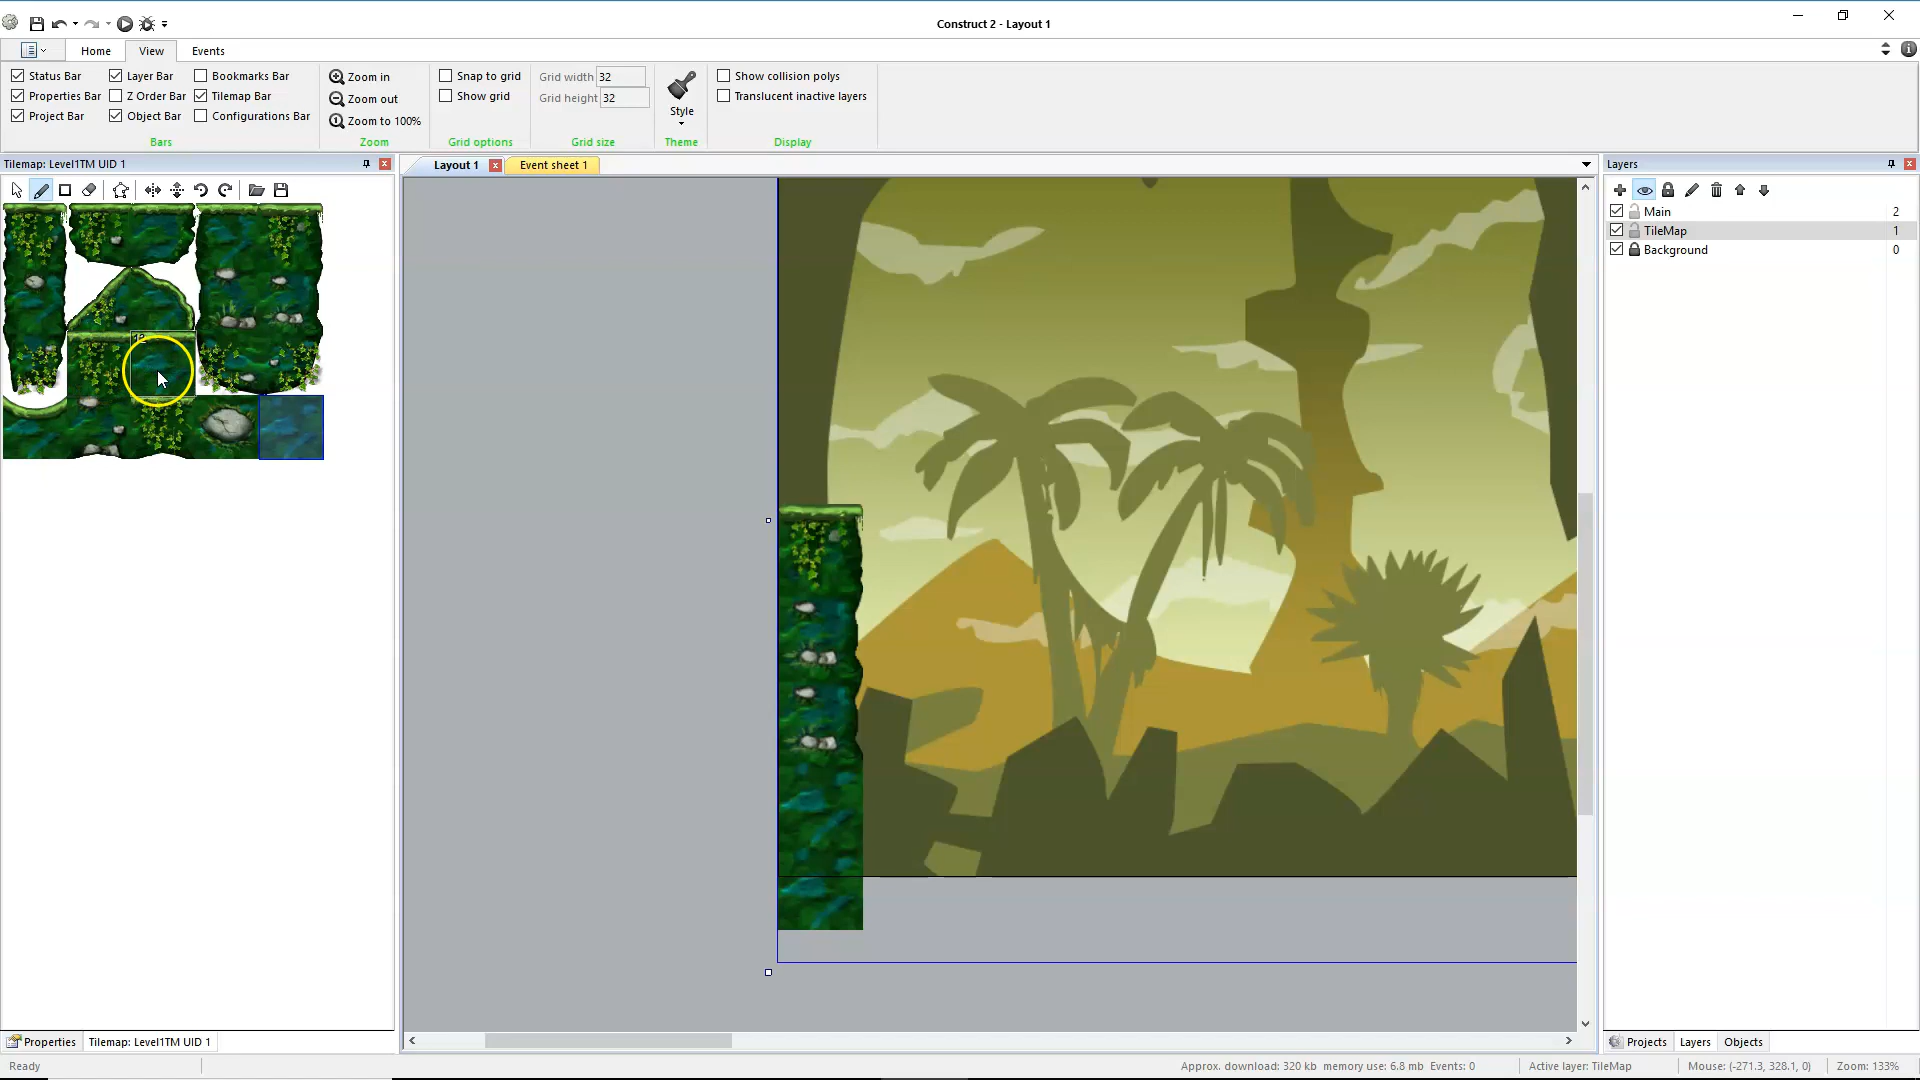 Construct 2 - Layout 1
Home View Events
Status Bar Layer Bar Bookmarks Bar Zoom in Snap to grid Grid width 32 Show collision polys
Properties Bar Z Order Bar Tilemap Bar Zoom out Show grid Grid height 32 Style Translucent inactive layers
Project Bar Object Bar Configurations Bar Zoom to 100%
Bars Zoom Grid options Grid size Theme Display
Tilemap: Level1TM UID 1 Layout 1 Event sheet 1 Layers
Main 2
TileMap 1
Background 0
Properties Tilemap: Level1TM UID 1 Projects Layers Objects
Ready Approx. download: 320 kb memory use: 6.8 mb Events: 0 Active layer: TileMap Mouse: (-271.3, 328.1, 0) Zoom: 133%